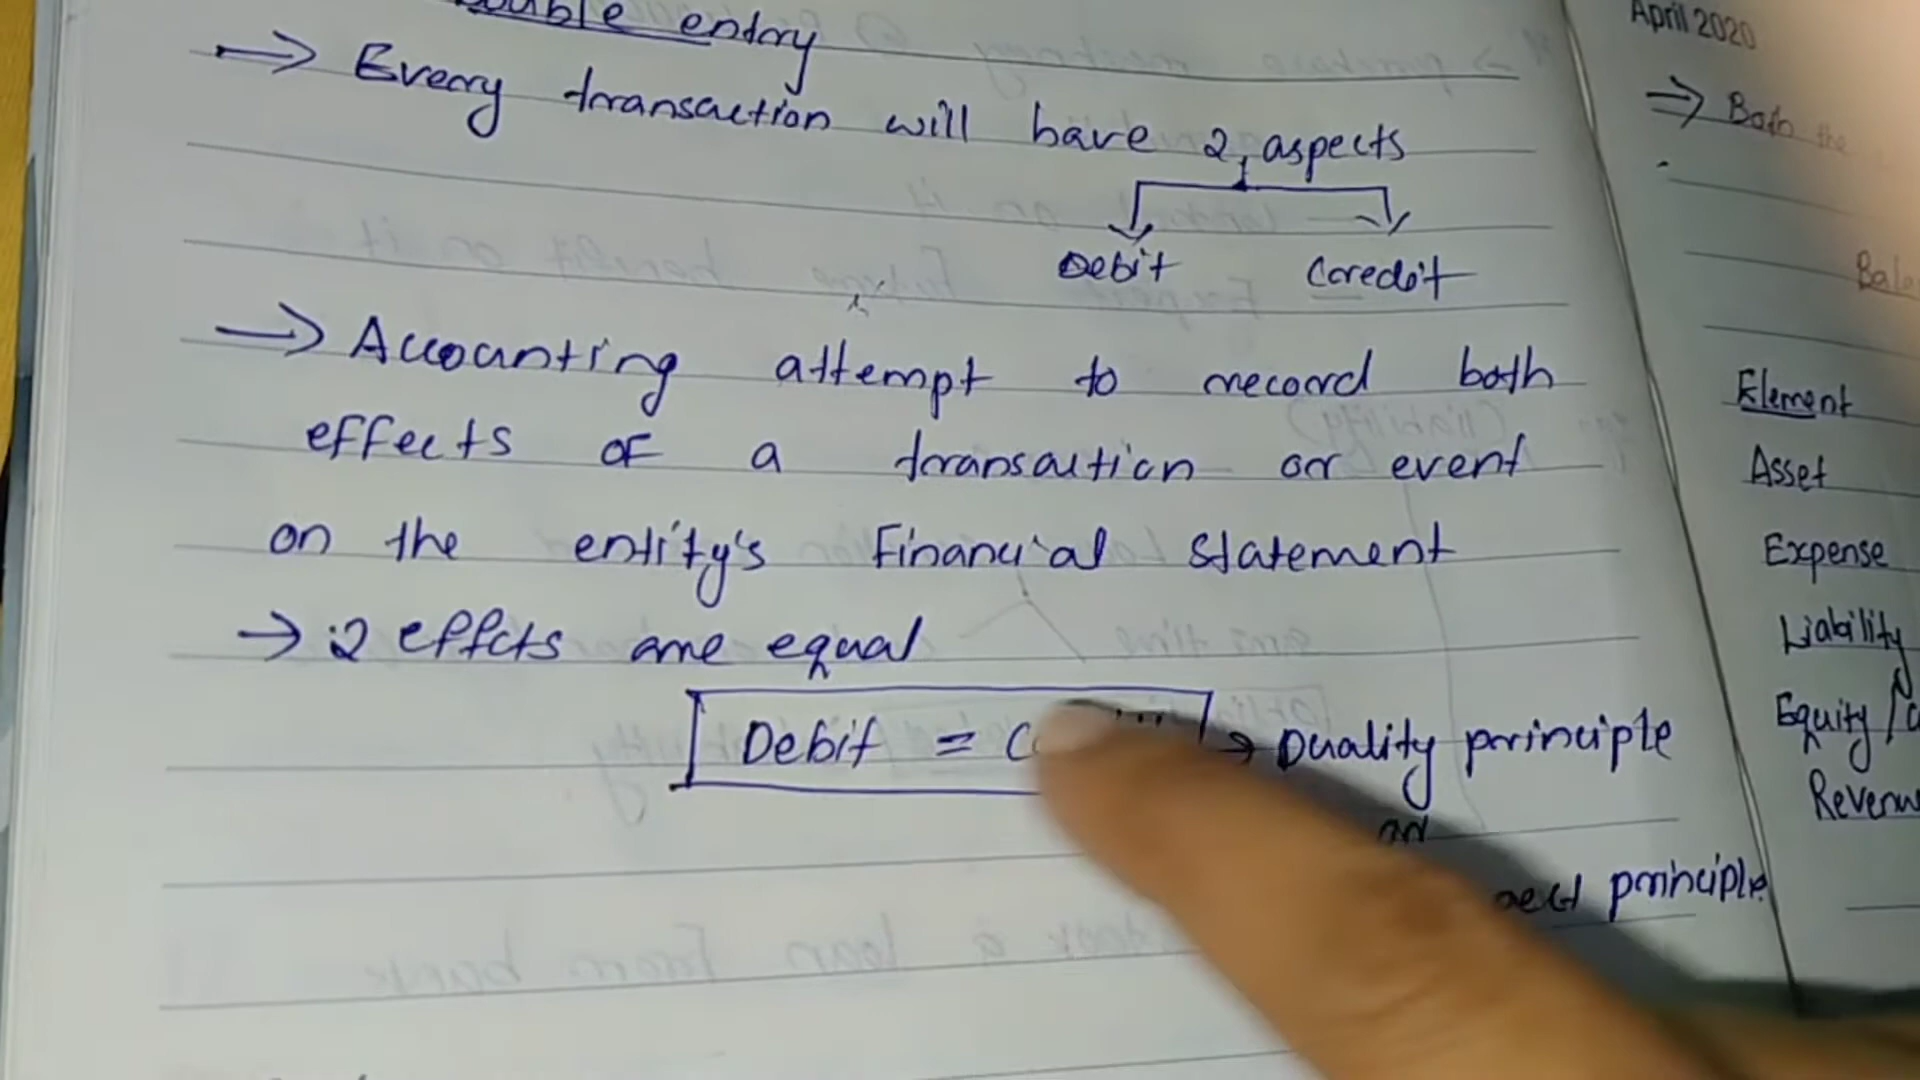 entry
⇒ Every transaction will have 2 aspects
Debit Credit
→ Accounting attempt to record both
effects of a transaction or event
on the entity's Financial statement
→ 2 effcts are equal
Debit = → Duality principle
or
principle
April 2020
⇒ Both the
Element
Asset
Expense
Liability
Equity /